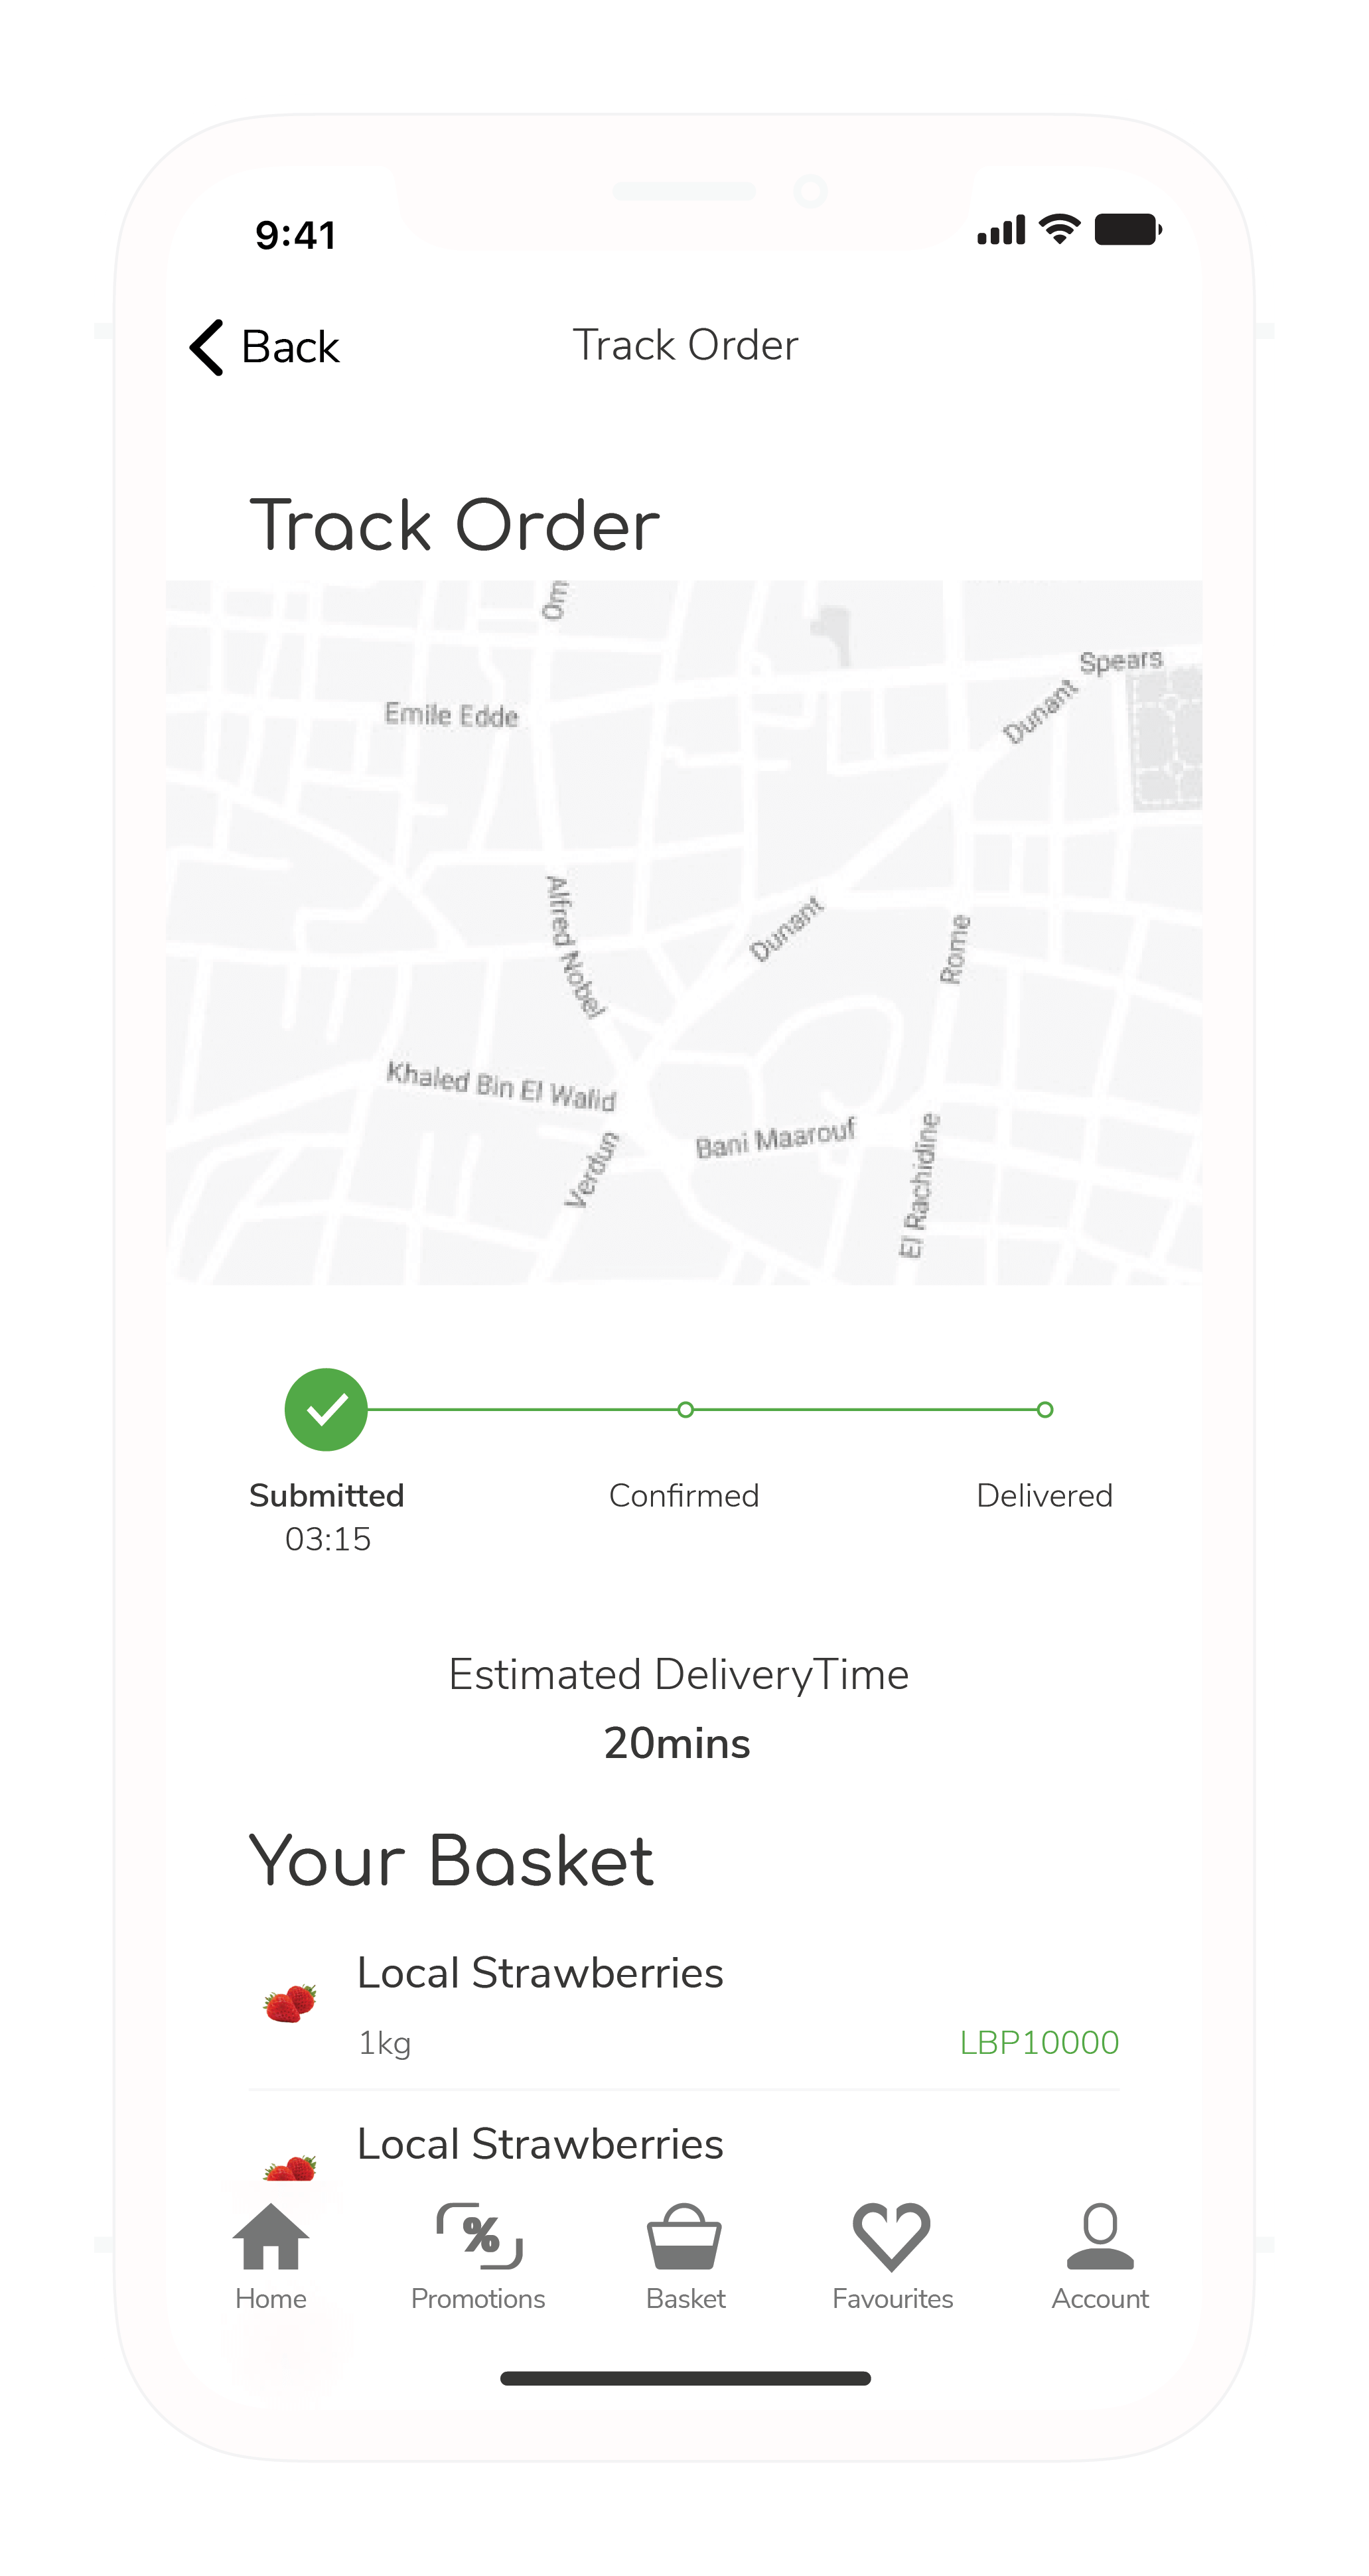 9:41
Back
Track Order
Track Order
Om
Spears
Dunant
Emile Edde
Alfred Nobel
Dunant
Rome
Khaled Bin El Walid
Bani Maarouf
Verdun
El Rachidine
Submitted
Confirmed
Delivered
03:15
Estimated DeliveryTime
20mins
Your Basket
Local Strawberries
1kg
LBP10000
Local Strawberries
%
Home
Promotions
Basket
Favourites
Account